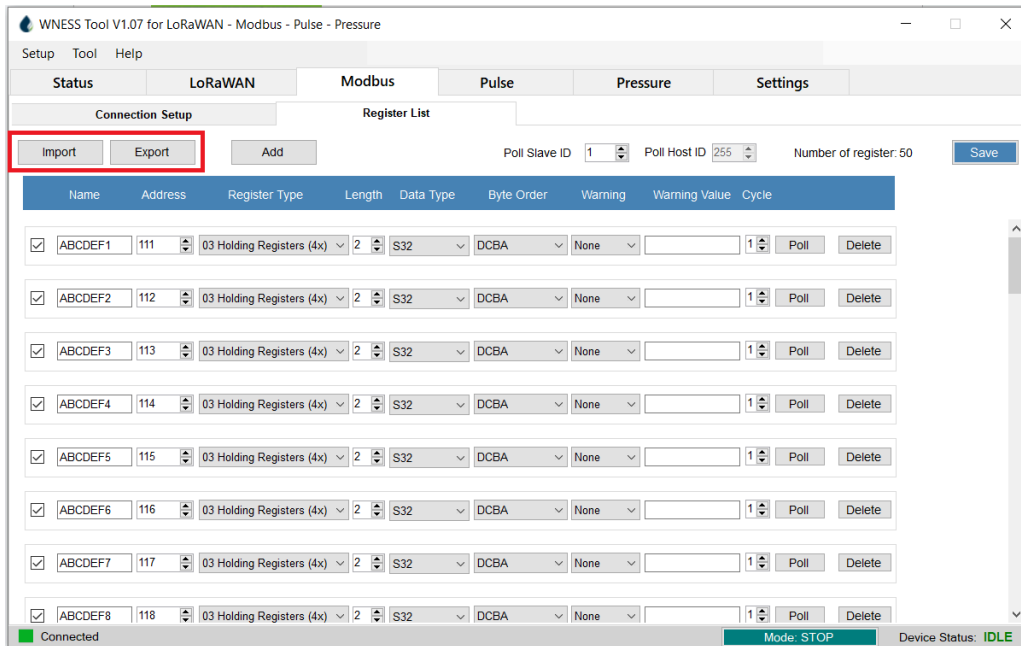 WNESS Tool V1.07 for LoRaWAN - Modbus - Pulse - Pressure
Setup Tool Help
Status LoRaWAN Modbus Pulse Pressure Settings
Connection Setup Register List
Import Export Add Poll Slave ID 1 Poll Host ID 255 Number of register: 50 Save
Name Address Register Type Length Data Type Byte Order Warning Warning Value Cycle
ABCDEF1 111 03 Holding Registers (4x) 2 S32 DCBA None 1 Poll Delete
ABCDEF2 112 03 Holding Registers (4x) 2 S32 DCBA None 1 Poll Delete
ABCDEF3 113 03 Holding Registers (4x) 2 S32 DCBA None 1 Poll Delete
ABCDEF4 114 03 Holding Registers (4x) 2 S32 DCBA None 1 Poll Delete
ABCDEF5 115 03 Holding Registers (4x) 2 S32 DCBA None 1 Poll Delete
ABCDEF6 116 03 Holding Registers (4x) 2 S32 DCBA None 1 Poll Delete
ABCDEF7 117 03 Holding Registers (4x) 2 S32 DCBA None 1 Poll Delete
ABCDEF8 118 03 Holding Registers (4x) 2 S32 DCBA None 1 Poll Delete
Connected Mode: STOP Device Status: IDLE